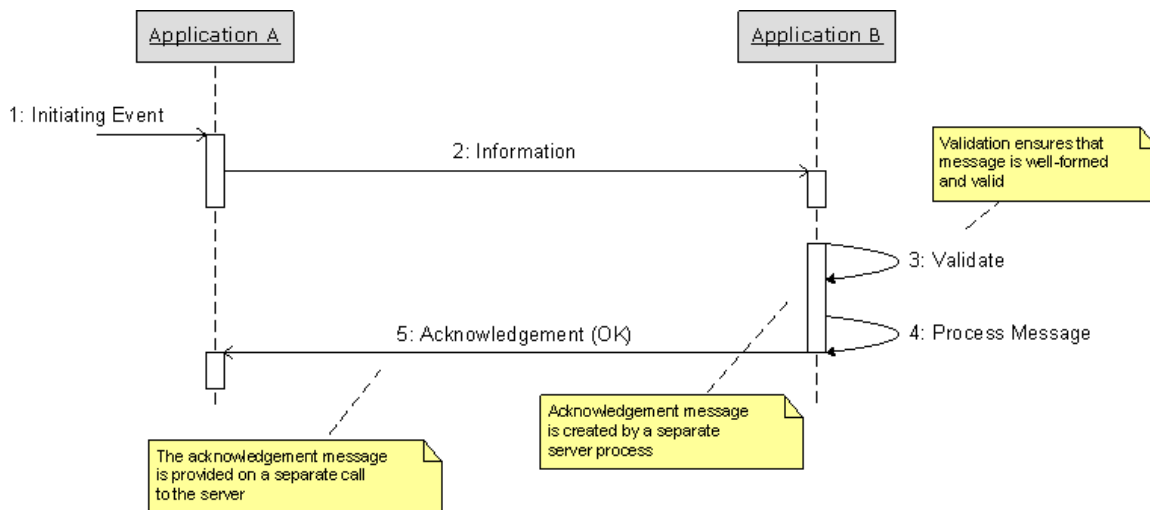 Application A
Application B
1: Initiating Event
2: Information
Validation ensures that
message is well-formed
and valid
3: Validate
4: Process Message
5: Acknowledgement (OK)
Acknowledgement message
is created by a separate
server process
The acknowledgement message
is provided on a separate call
to the server